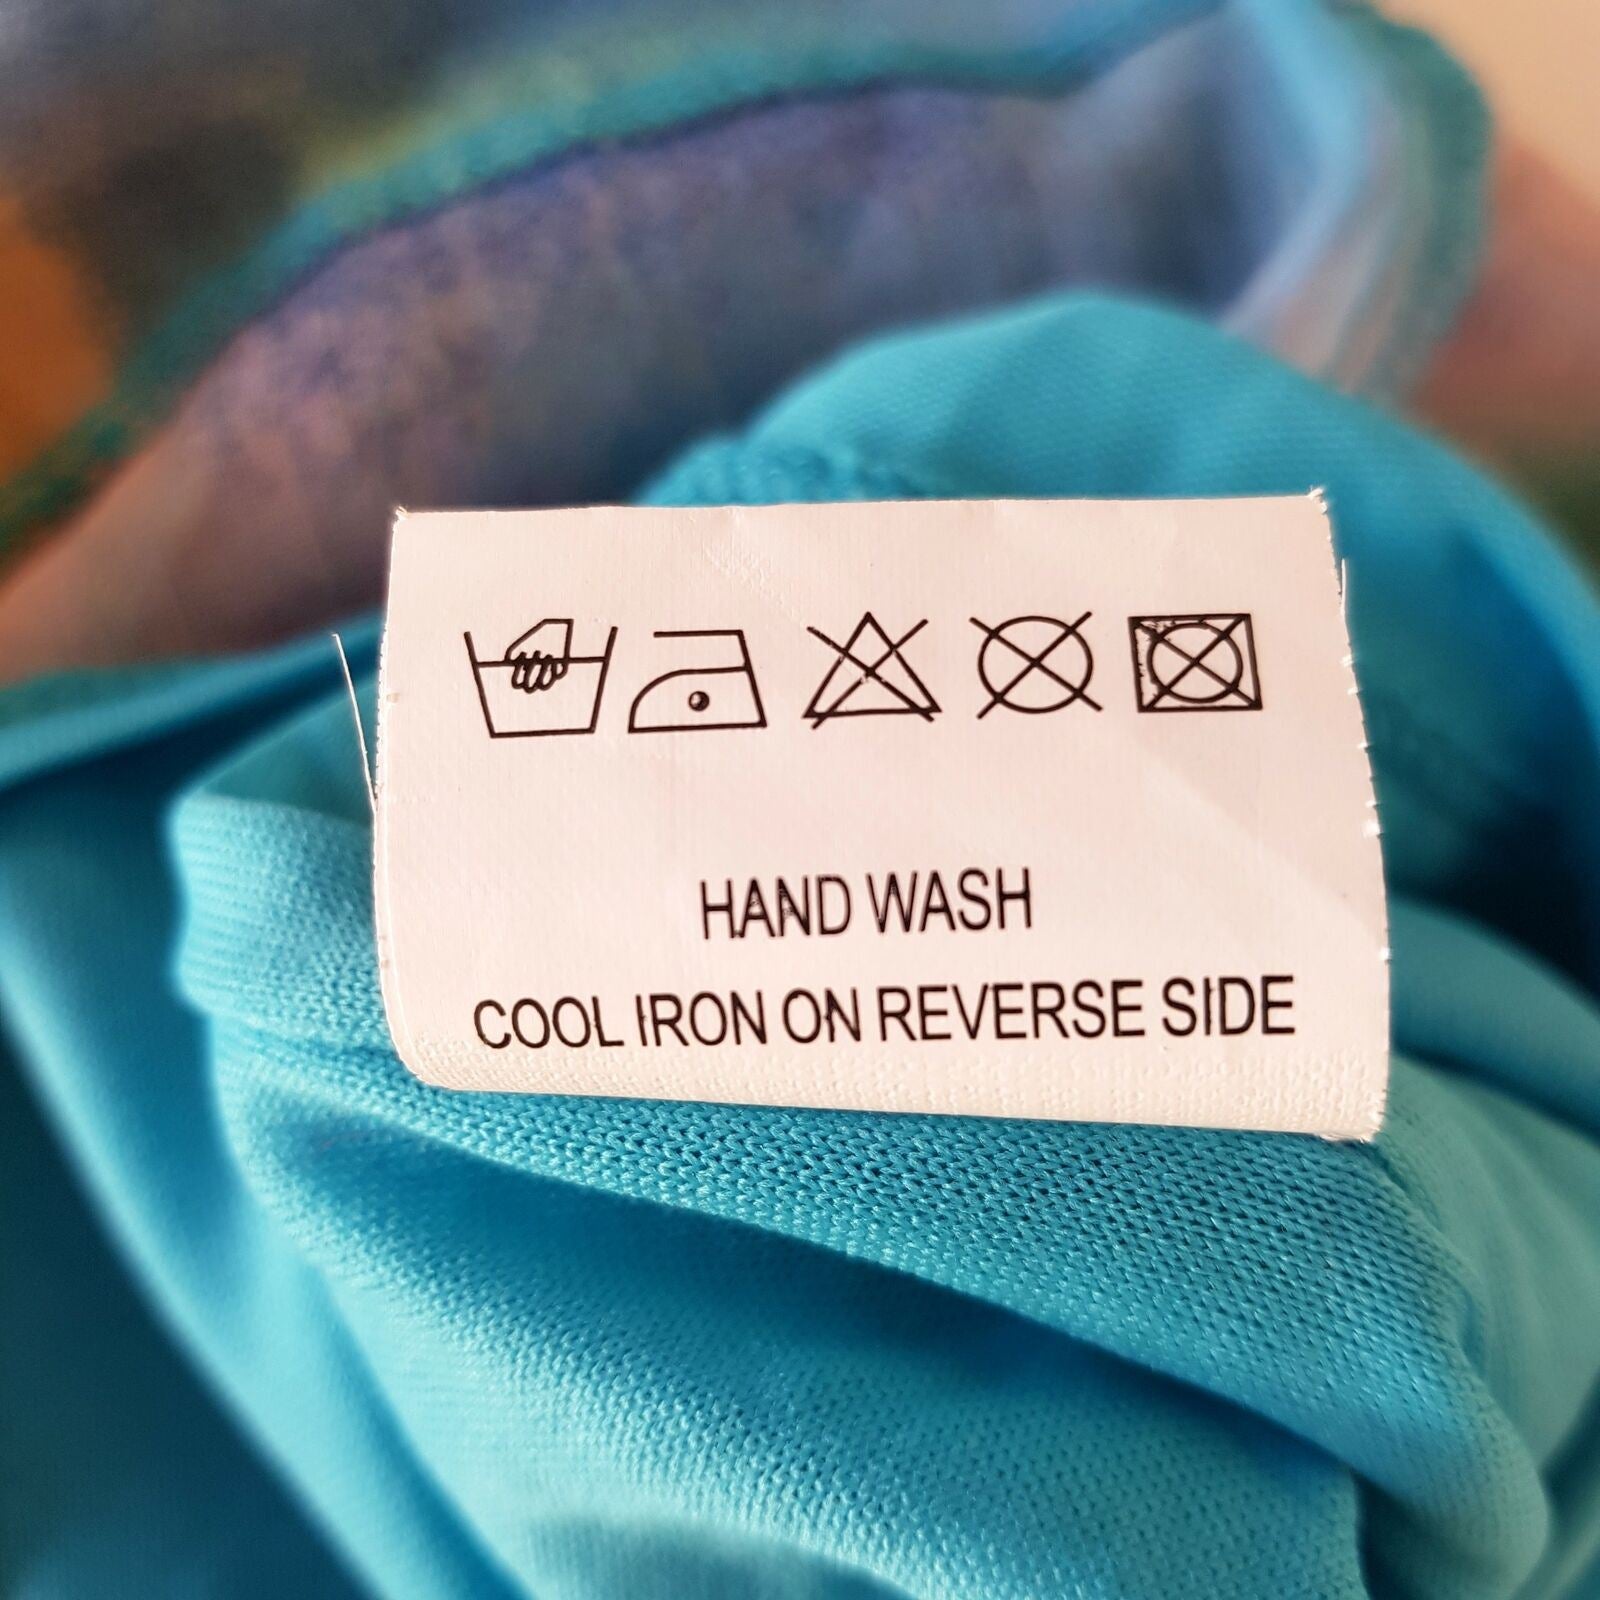 HAND WASH
COOL IRON ON REVERSE SIDE